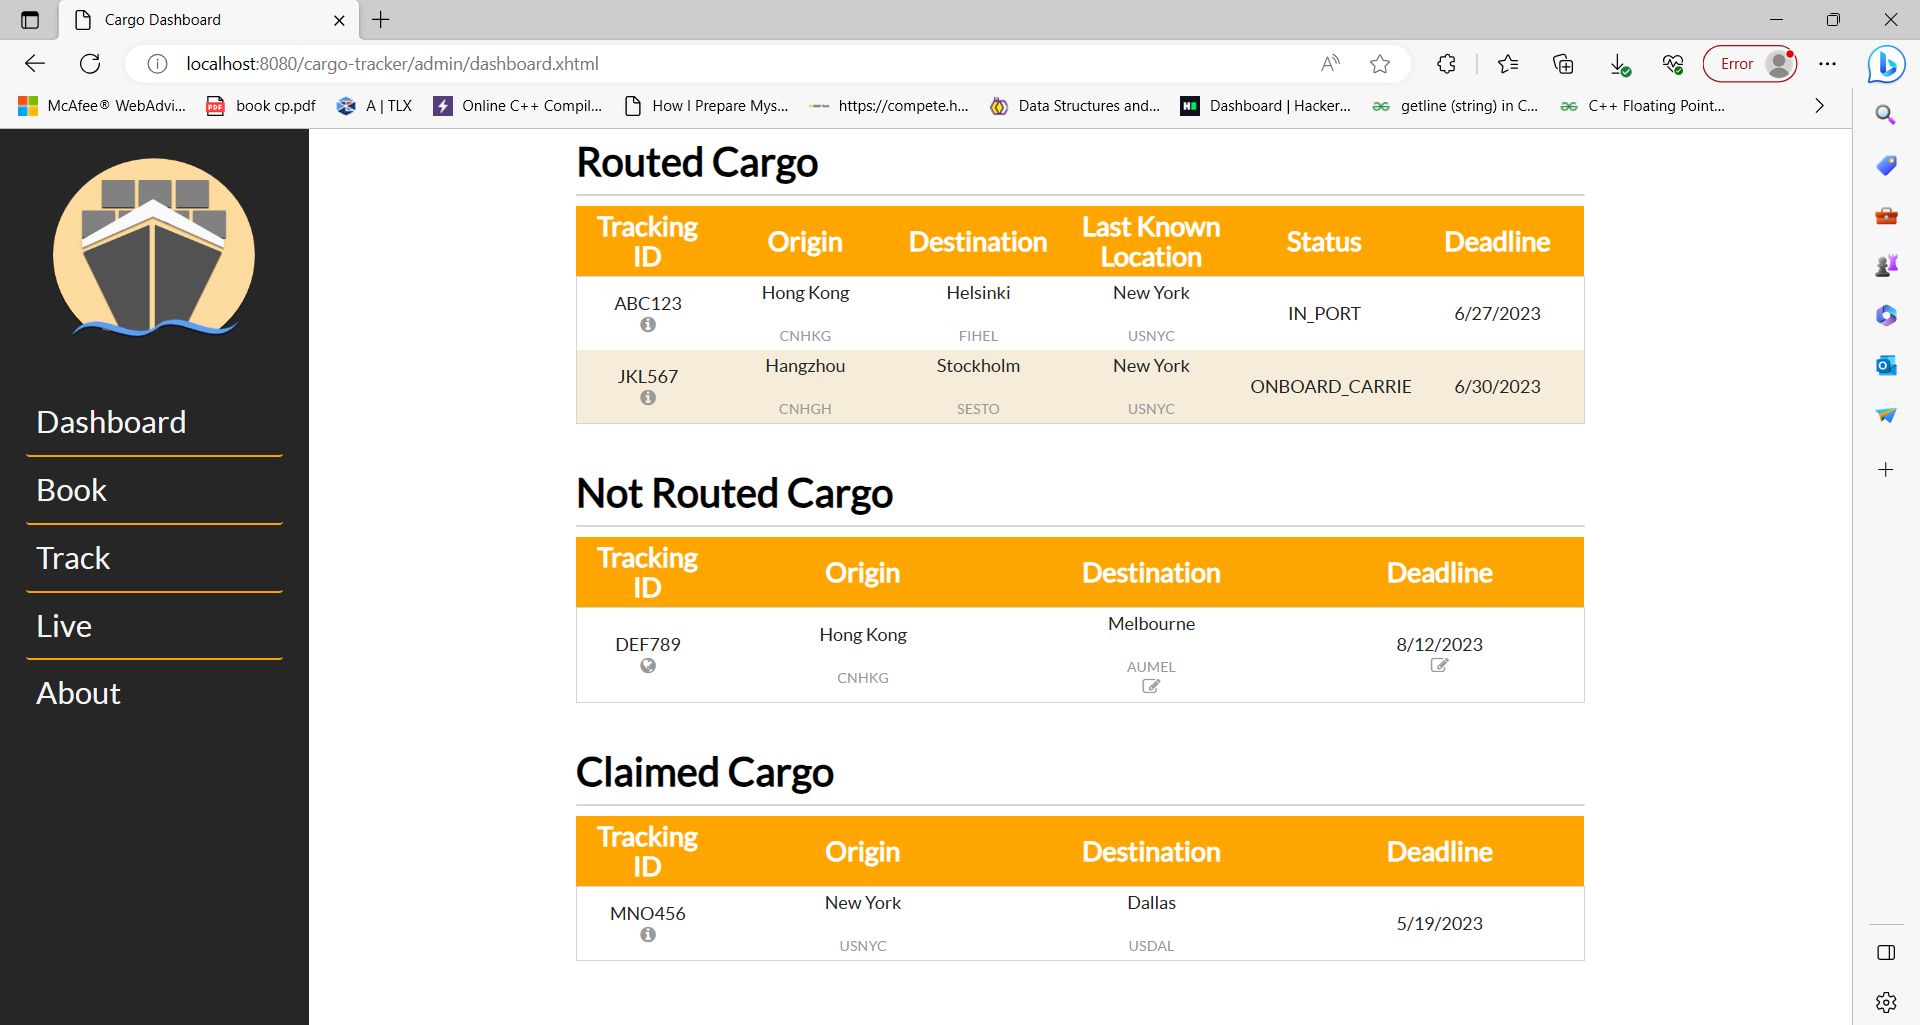 Cargo Dashboard
localhost:8080/cargo-tracker/admin/dashboard.xhtml
Error
McAfee® WebAdvi...
book cp.pdf
A | TLX
Online C++ Compil...
How I Prepare Mys...
https://compete.h...
Data Structures and...
Dashboard | Hacker...
getline (string) in C...
C++ Floating Point...
Dashboard
Book
Track
Live
About
Routed Cargo
Tracking ID Origin Destination Last Known Location Status Deadline
ABC123 Hong Kong CNHKG Helsinki FIHEL New York USNYC IN_PORT 6/27/2023
JKL567 Hangzhou CNHGH Stockholm SESTO New York USNYC ONBOARD_CARRIE 6/30/2023
Not Routed Cargo
Tracking ID Origin Destination Deadline
DEF789 Hong Kong CNHKG Melbourne AUMEL 8/12/2023
Claimed Cargo
Tracking ID Origin Destination Deadline
MNO456 New York USNYC Dallas USDAL 5/19/2023